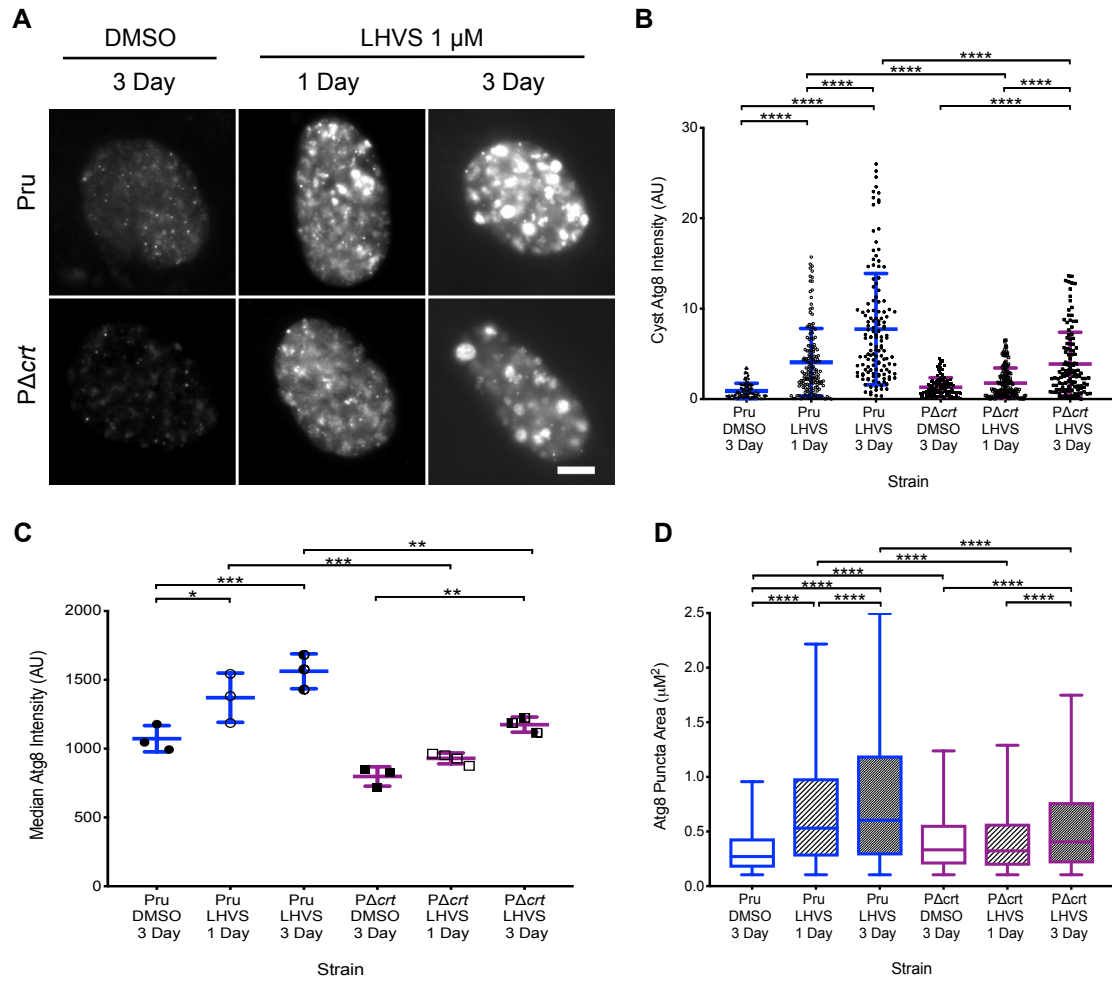 A
DMSO
LHVS 1 µM
3 Day
1 Day
3 Day
Pru
PΔcrt
B
****
****
****
****
****
****
****
30
20
10
0
Cyst Atg8 Intensity (AU)
Pru DMSO 3 Day
Pru LHVS 1 Day
Pru LHVS 3 Day
PΔcrt DMSO 3 Day
PΔcrt LHVS 1 Day
PΔcrt LHVS 3 Day
Strain
C
**
***
***
**
*
2000
1500
1000
500
0
Median Atg8 Intensity (AU)
Pru DMSO 3 Day
Pru LHVS 1 Day
Pru LHVS 3 Day
PΔcrt DMSO 3 Day
PΔcrt LHVS 1 Day
PΔcrt LHVS 3 Day
Strain
D
****
****
****
****
****
****
****
****
2.5
2.0
1.5
1.0
0.5
0.0
Atg8 Puncta Area (µM²)
Pru DMSO 3 Day
Pru LHVS 1 Day
Pru LHVS 3 Day
PΔcrt DMSO 3 Day
PΔcrt LHVS 1 Day
PΔcrt LHVS 3 Day
Strain